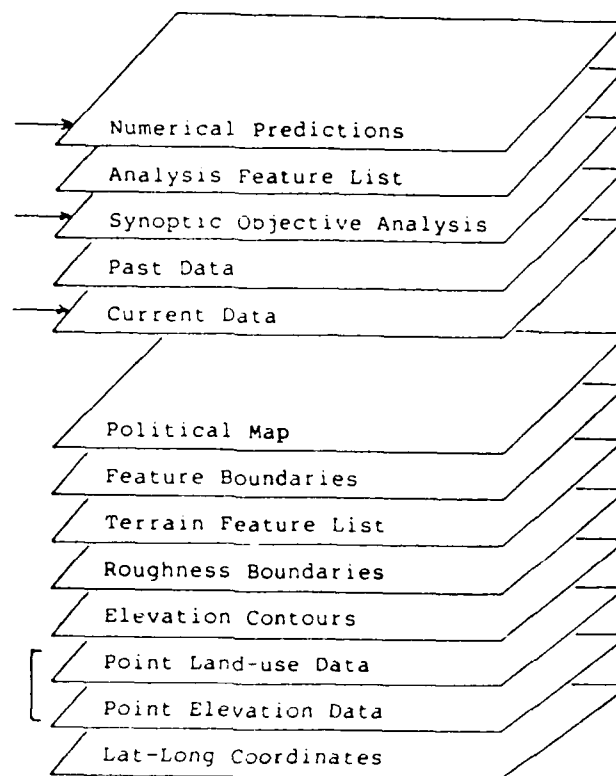 Numerical Predictions
Analysis Feature List
Synoptic Objective Analysis
Past Data
Current Data
Political Map
Feature Boundaries
Terrain Feature List
Roughness Boundaries
Elevation Contours
Point Land-use Data
Point Elevation Data
Lat-Long Coordinates